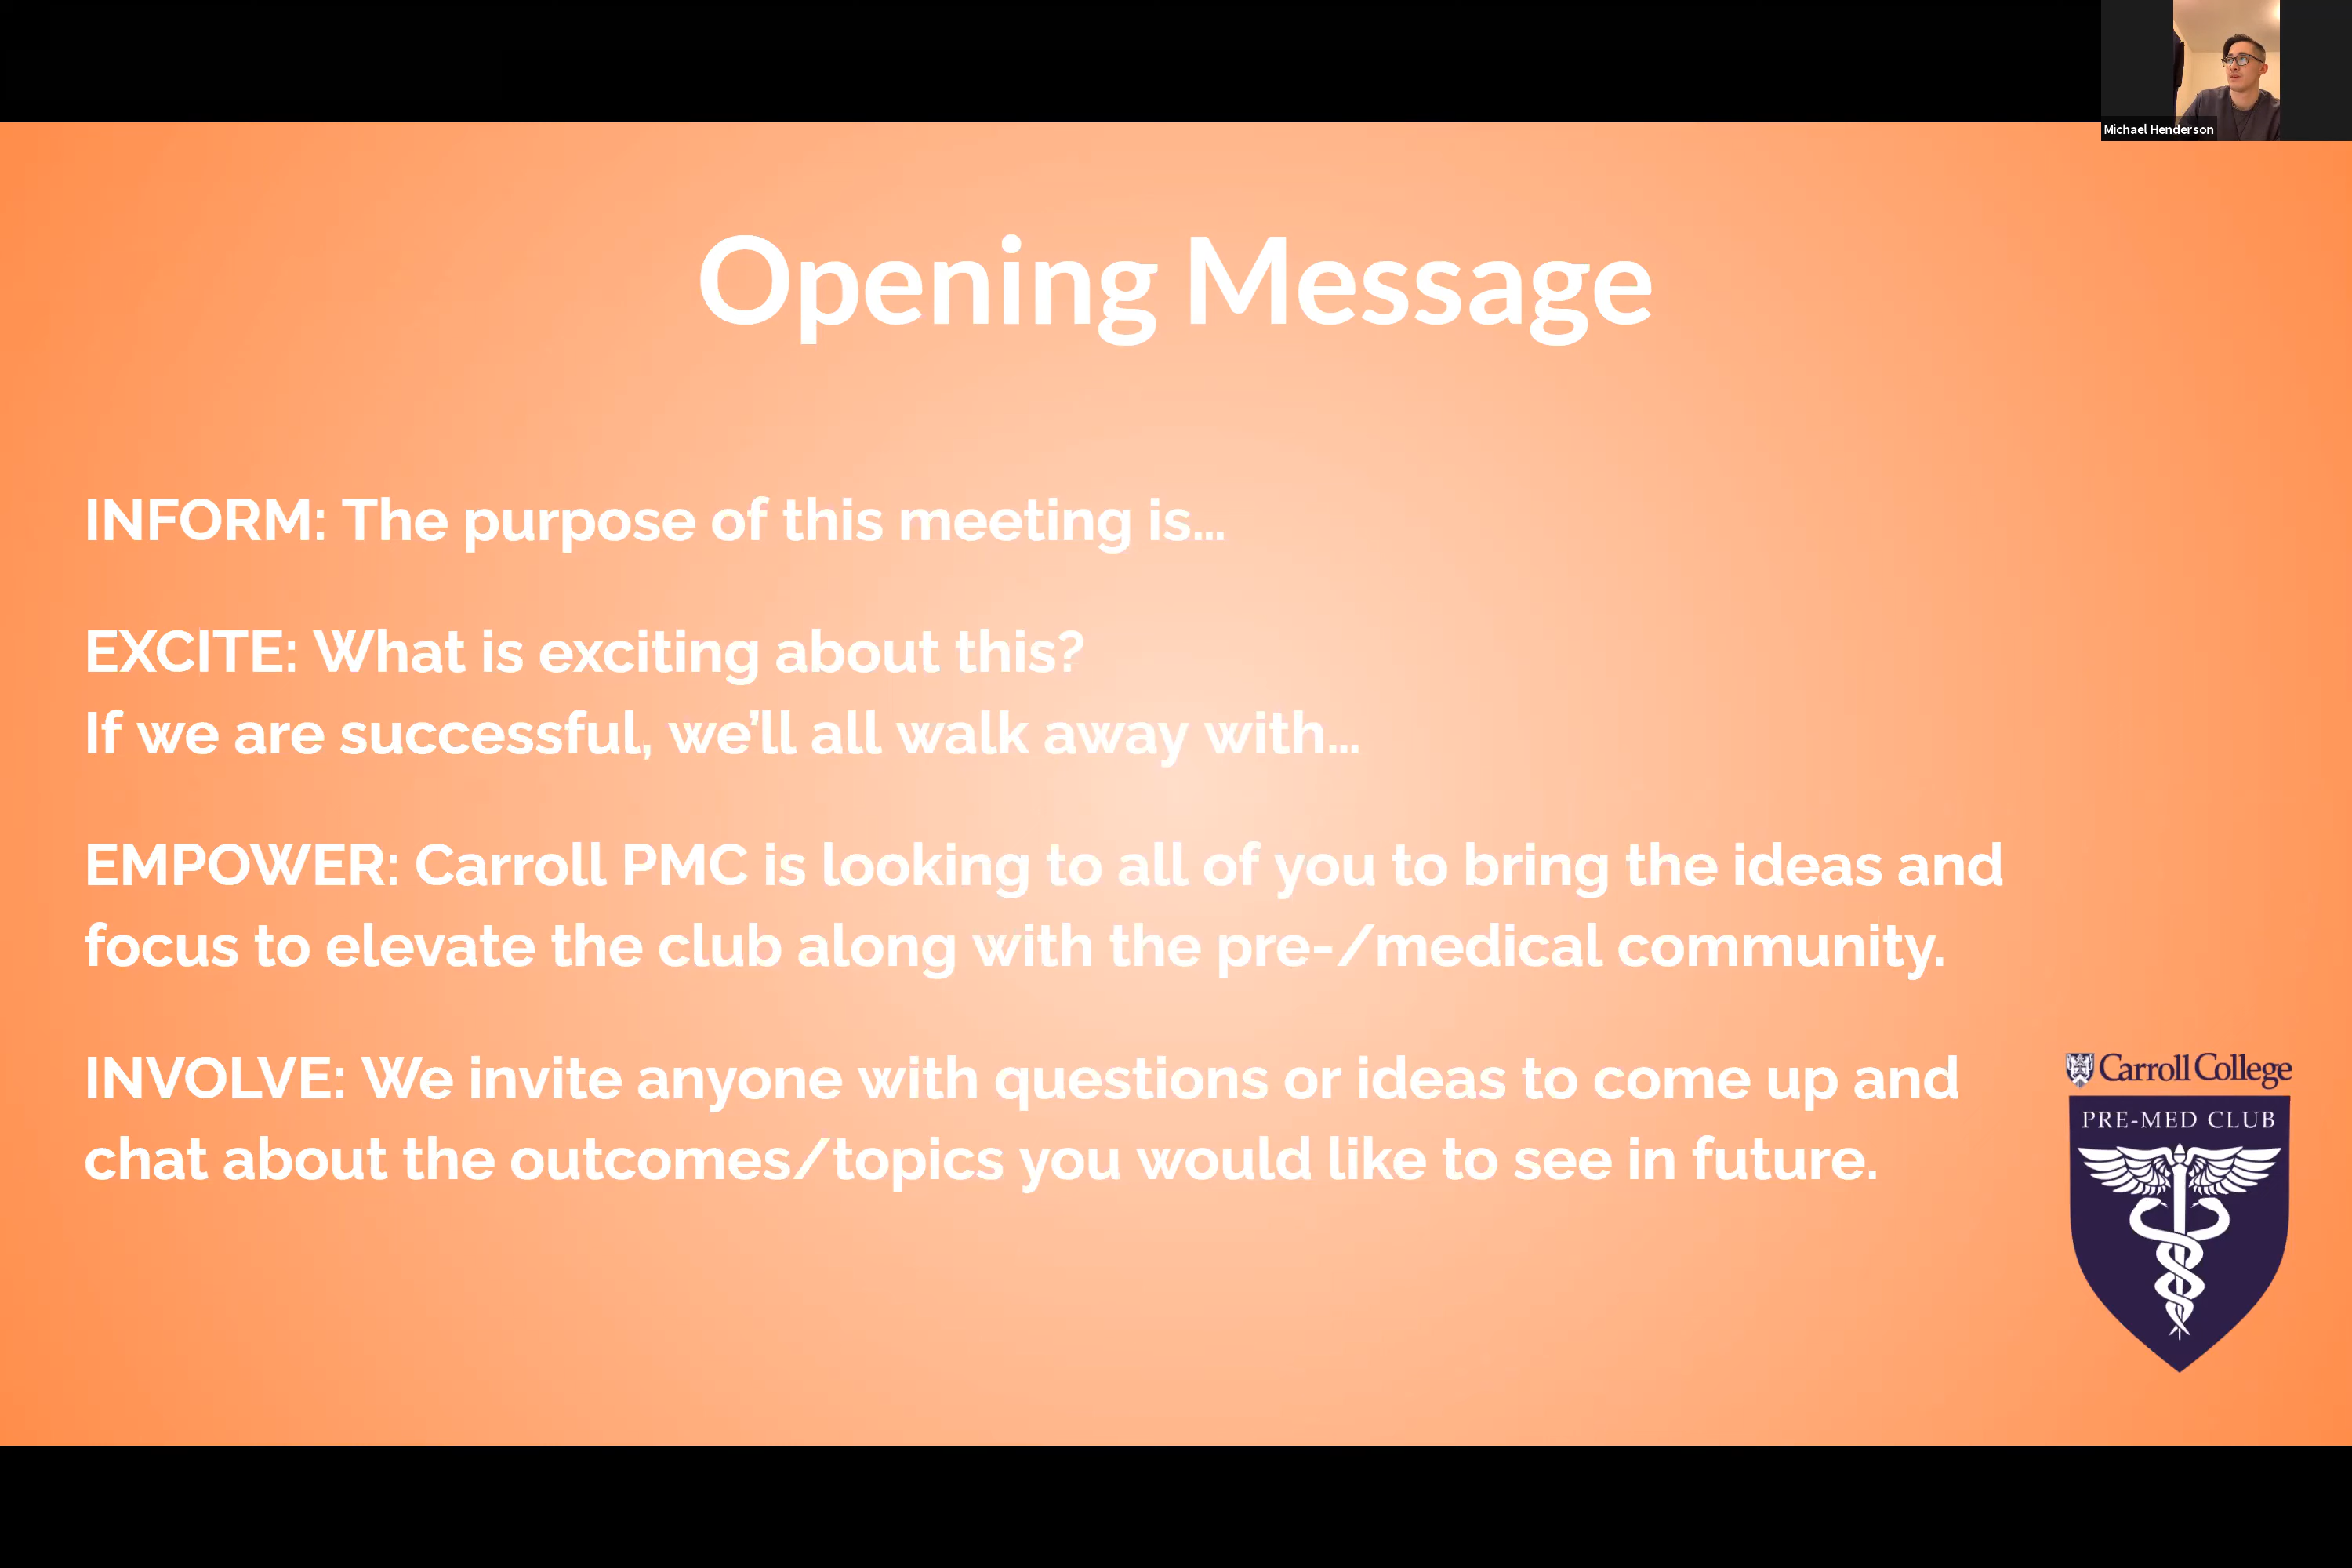 Michael Henderson
Opening Message
INFORM: The purpose of this meeting is...
EXCITE: What is exciting about this?
If we are successful, we’ll all walk away with...
EMPOWER: Carroll PMC is looking to all of you to bring the ideas and
focus to elevate the club along with the pre-/medical community.
INVOLVE: We invite anyone with questions or ideas to come up and
chat about the outcomes/topics you would like to see in future.
Carroll College
PRE-MED CLUB